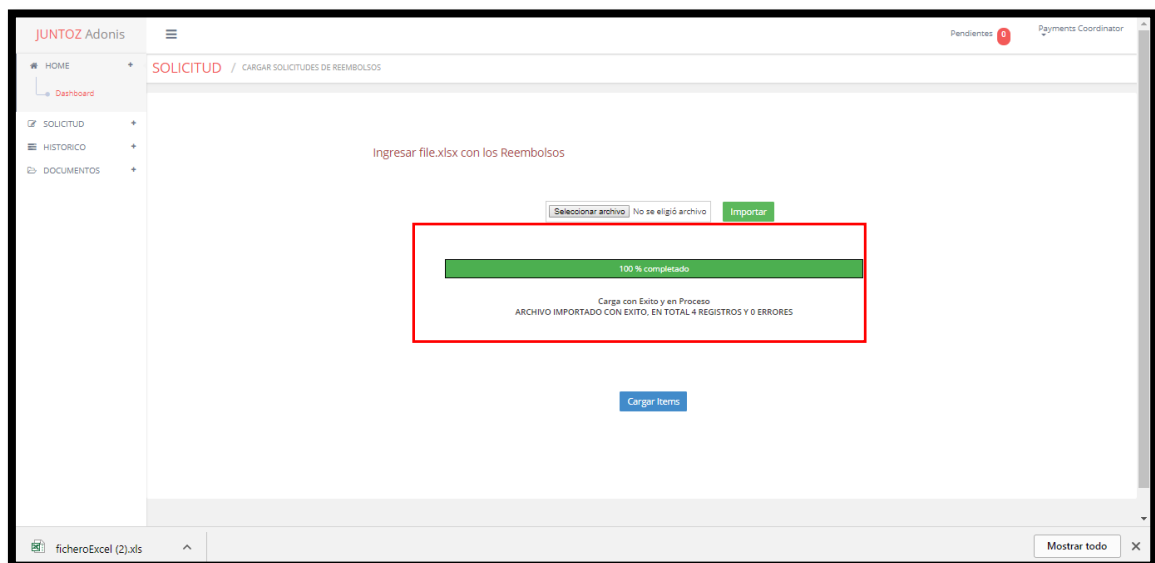 JUNTOZ Adonis
Pendientes 0
Payments Coordinator
HOME +
Dashboard
SOLICITUD +
HISTORICO +
DOCUMENTOS +
SOLICITUD / CARGAR SOLICITUDES DE REEMBOLSOS
Ingresar file.xlsx con los Reembolsos
Seleccionar archivo No se eligió archivo Importar
100 % completado
Carga con Exito y en Proceso
ARCHIVO IMPORTADO CON EXITO, EN TOTAL 4 REGISTROS Y 0 ERRORES
Cargar Items
ficheroExcel (2).xls
Mostrar todo